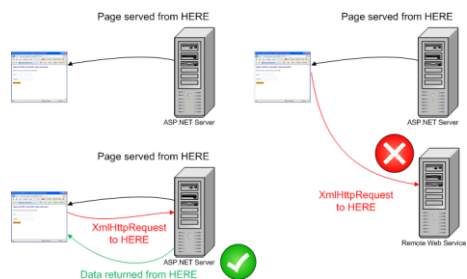 Page served from HERE
ASP.NET Server
Page served from HERE
ASP.NET Server
XmlHttpRequest
to HERE
Remote Web Service
Page served from HERE
ASP.NET Server
XmlHttpRequest
to HERE
Data returned from HERE